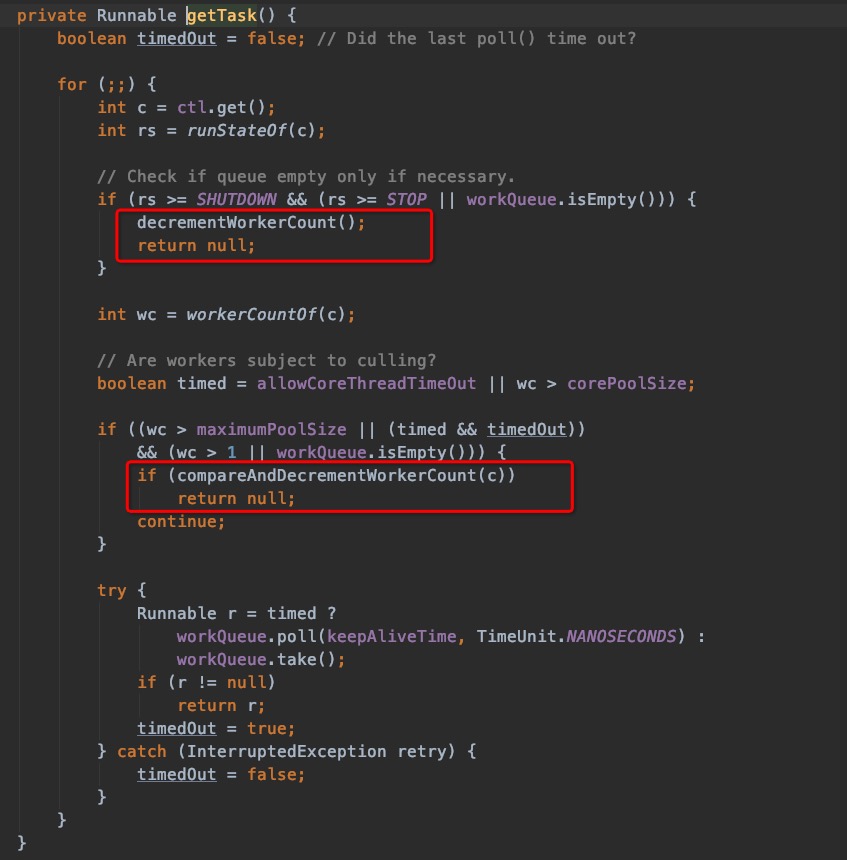 private Runnable getTask() {
    boolean timedOut = false; // Did the last poll() time out?

    for (;;) {
        int c = ctl.get();
        int rs = runStateOf(c);

        // Check if queue empty only if necessary.
        if (rs >= SHUTDOWN && (rs >= STOP || workQueue.isEmpty())) {
            decrementWorkerCount();
            return null;
        }

        int wc = workerCountOf(c);

        // Are workers subject to culling?
        boolean timed = allowCoreThreadTimeOut || wc > corePoolSize;

        if ((wc > maximumPoolSize || (timed && timedOut))
            && (wc > 1 || workQueue.isEmpty())) {
            if (compareAndDecrementWorkerCount(c))
                return null;
            continue;
        }

        try {
            Runnable r = timed ?
                workQueue.poll(keepAliveTime, TimeUnit.NANOSECONDS) :
                workQueue.take();
            if (r != null)
                return r;
            timedOut = true;
        } catch (InterruptedException retry) {
            timedOut = false;
        }
    }
}